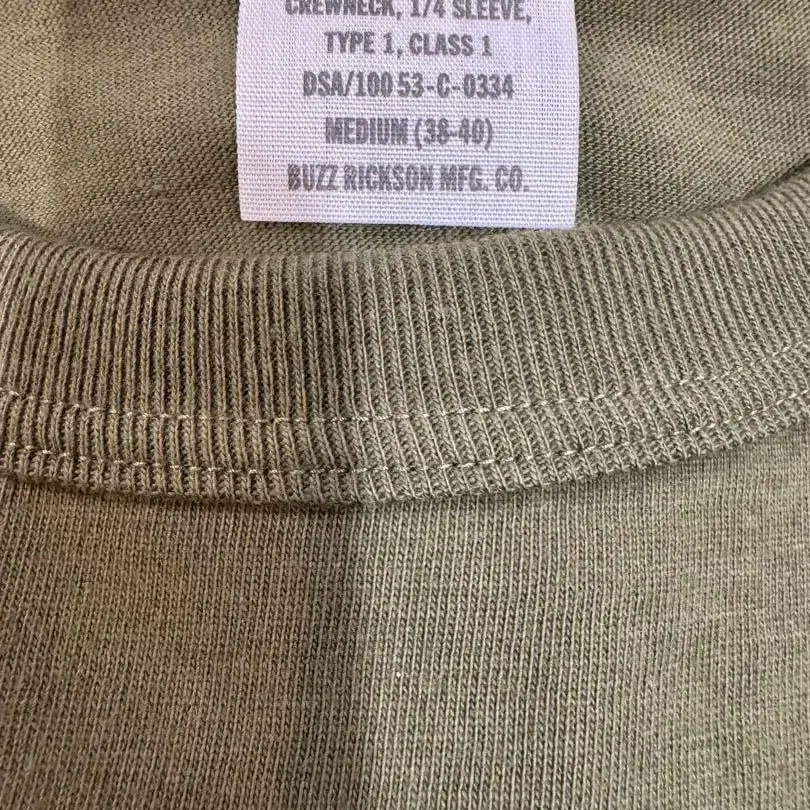 CREWNECK, 1/4 SLEEVE,
TYPE 1, CLASS 1
DSA/100 53-C-0334
MEDIUM (38-40)
BUZZ RICKSON MFG. CO.